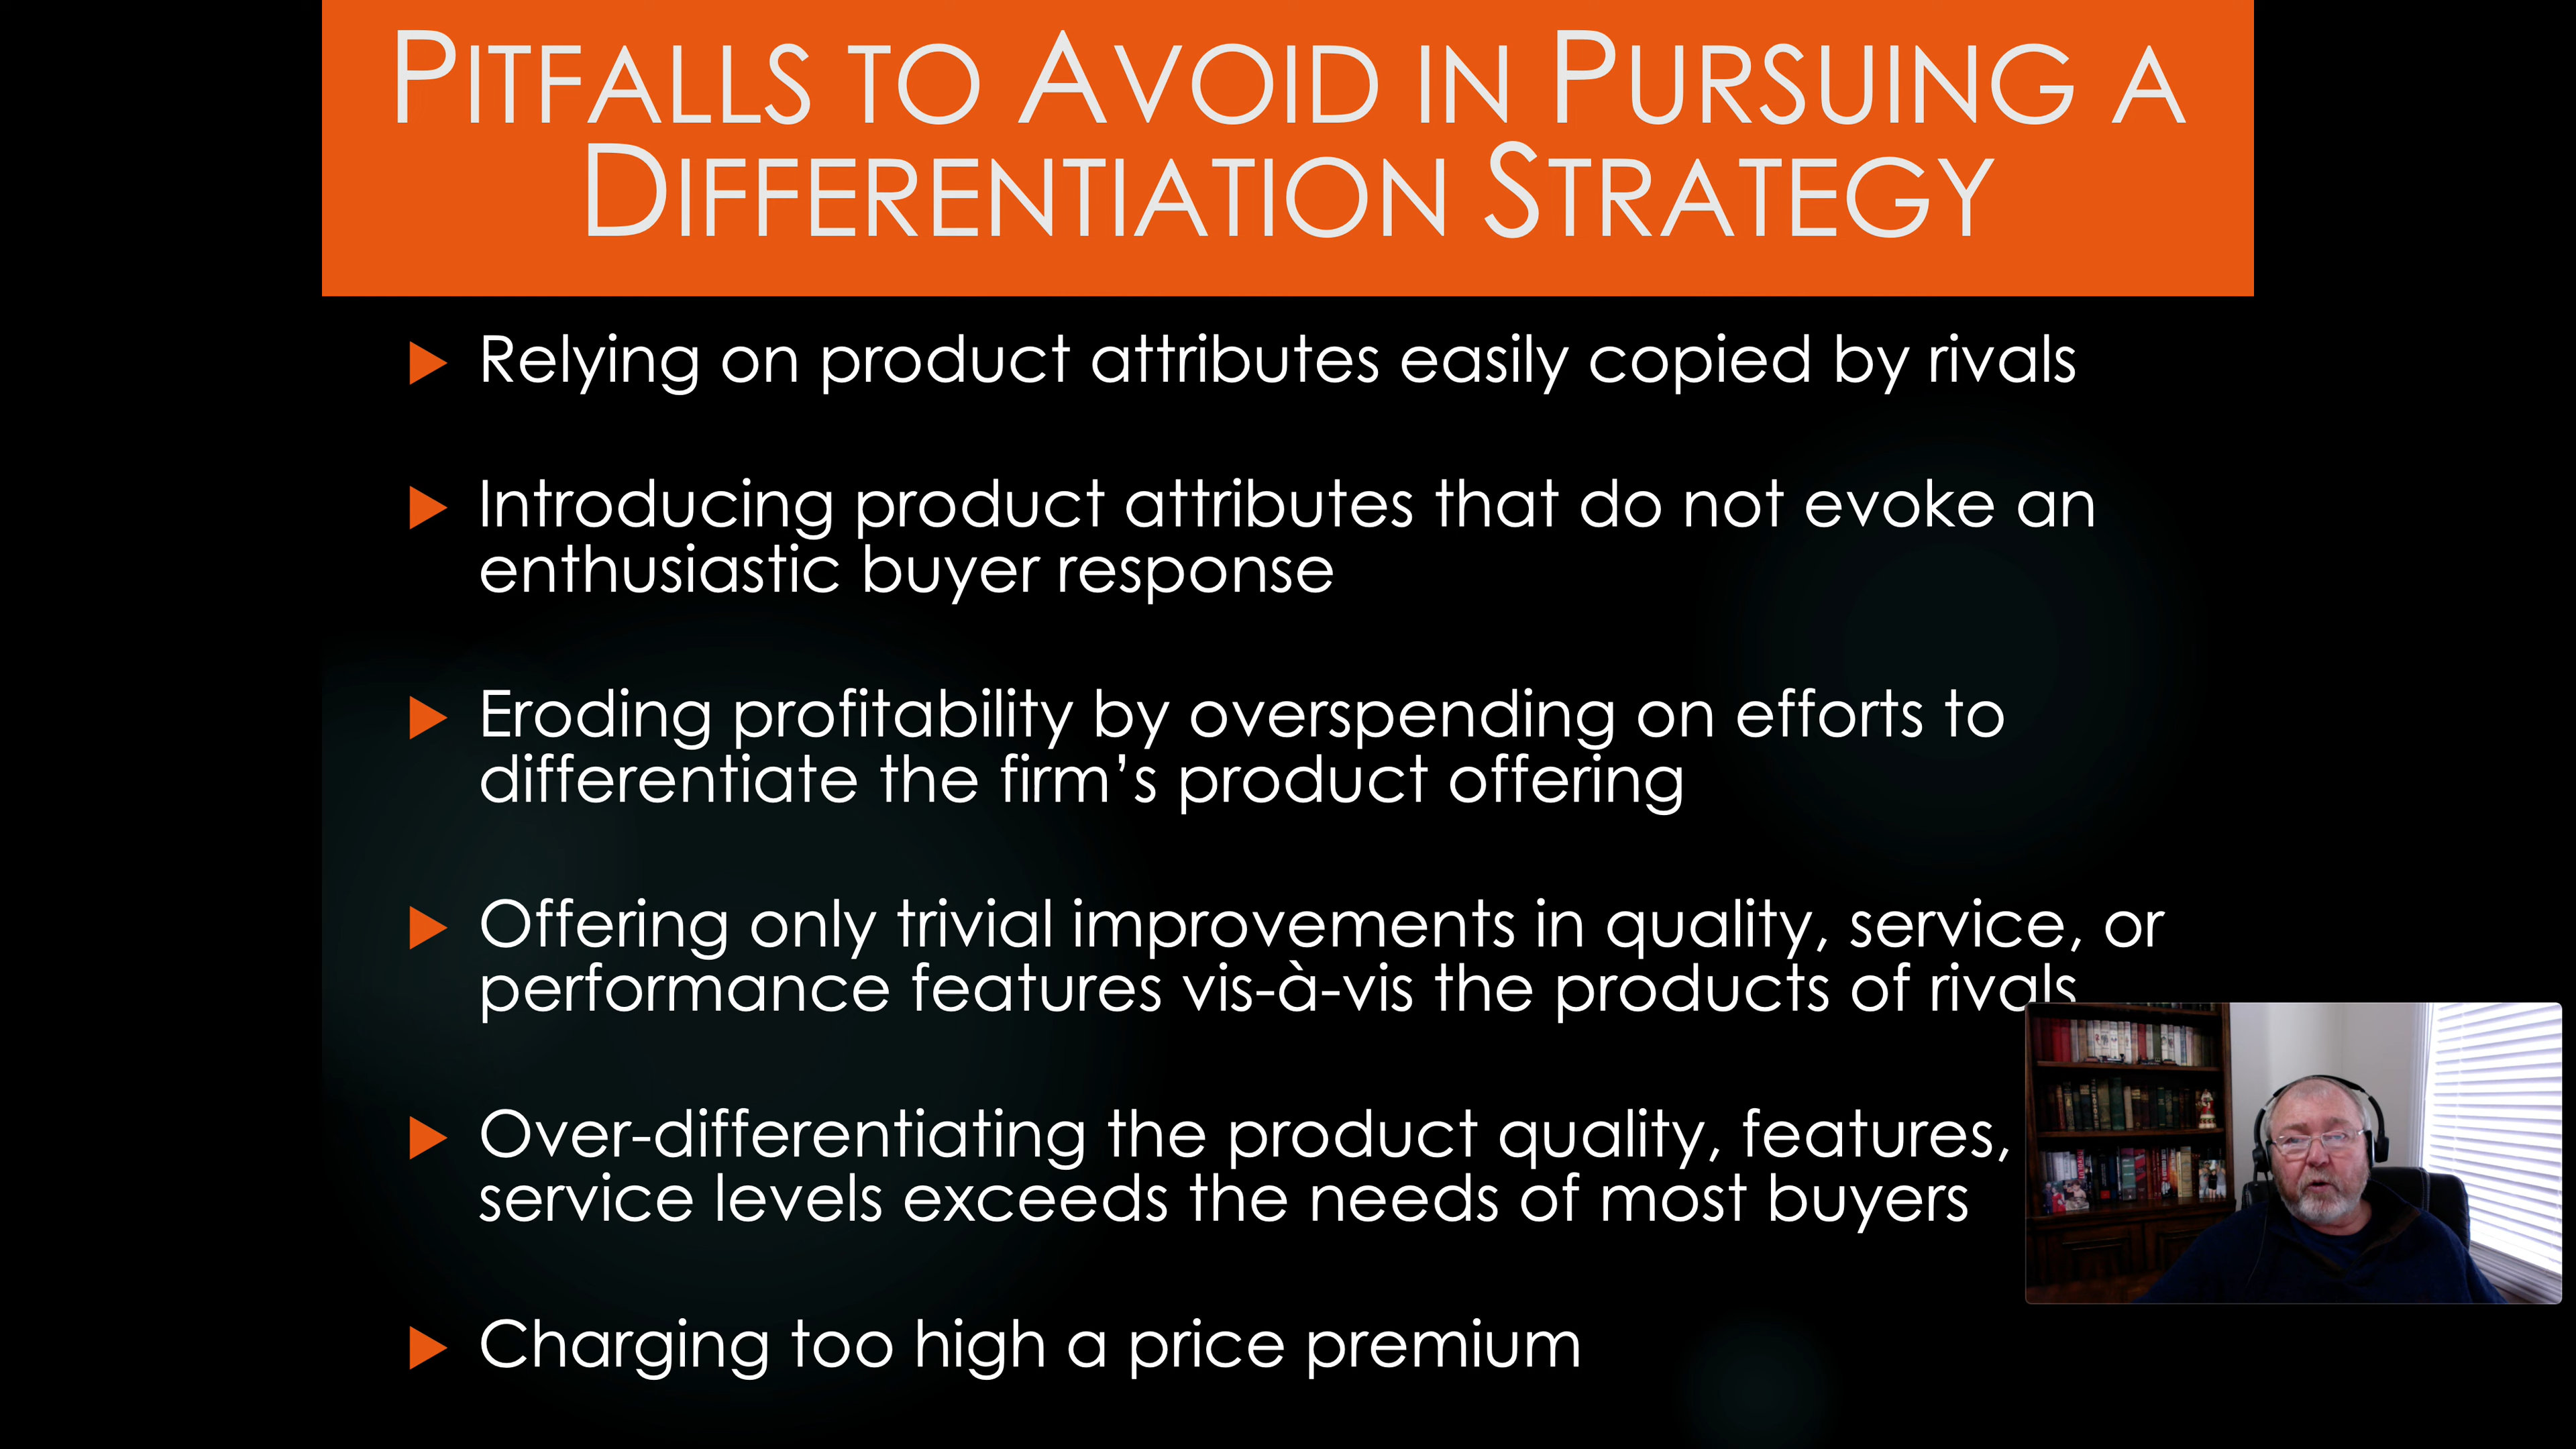 PITFALLS TO AVOID IN PURSUING A
DIFFERENTIATION STRATEGY
Relying on product attributes easily copied by rivals
Introducing product attributes that do not evoke an
enthusiastic buyer response
Eroding profitability by overspending on efforts to
differentiate the firm’s product offering
Offering only trivial improvements in quality, service, or
performance features vis-à-vis the products of rivals
Over-differentiating the product quality, features,
service levels exceeds the needs of most buyers
Charging too high a price premium